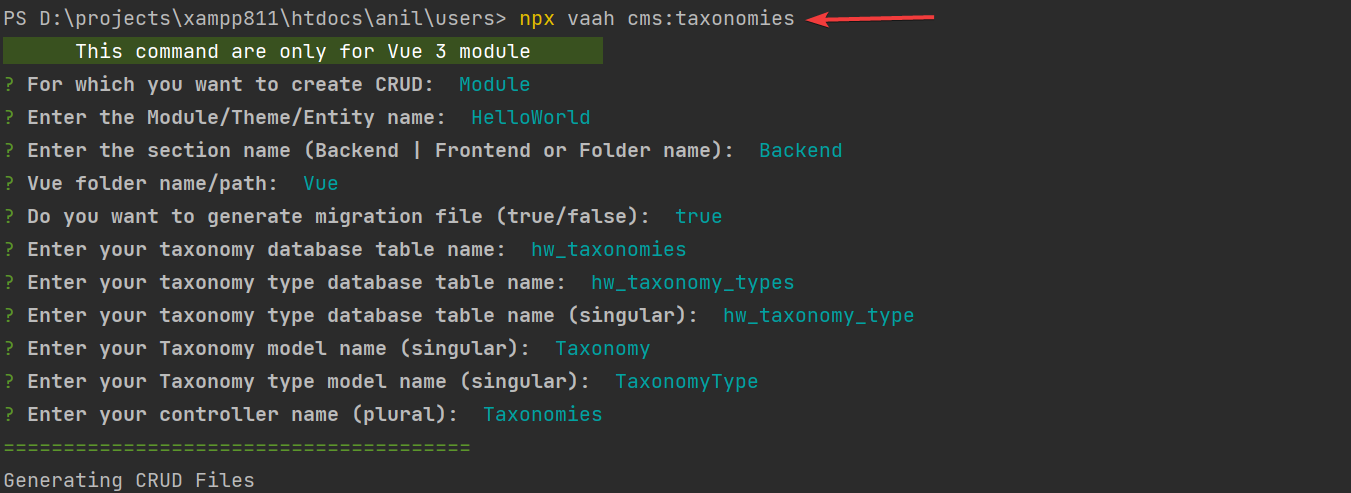 PS D:\projects\xampp811\htdocs\anil\users> npx vaah cms:taxonomies
This command are only for Vue 3 module
? For which you want to create CRUD: Module
? Enter the Module/Theme/Entity name: HelloWorld
? Enter the section name (Backend | Frontend or Folder name): Backend
? Vue folder name/path: Vue
? Do you want to generate migration file (true/false): true
? Enter your taxonomy database table name: hw_taxonomies
? Enter your taxonomy type database table name: hw_taxonomy_types
? Enter your taxonomy type database table name (singular): hw_taxonomy_type
? Enter your Taxonomy model name (singular): Taxonomy
? Enter your Taxonomy type model name (singular): TaxonomyType
? Enter your controller name (plural): Taxonomies
=======================================
Generating CRUD Files